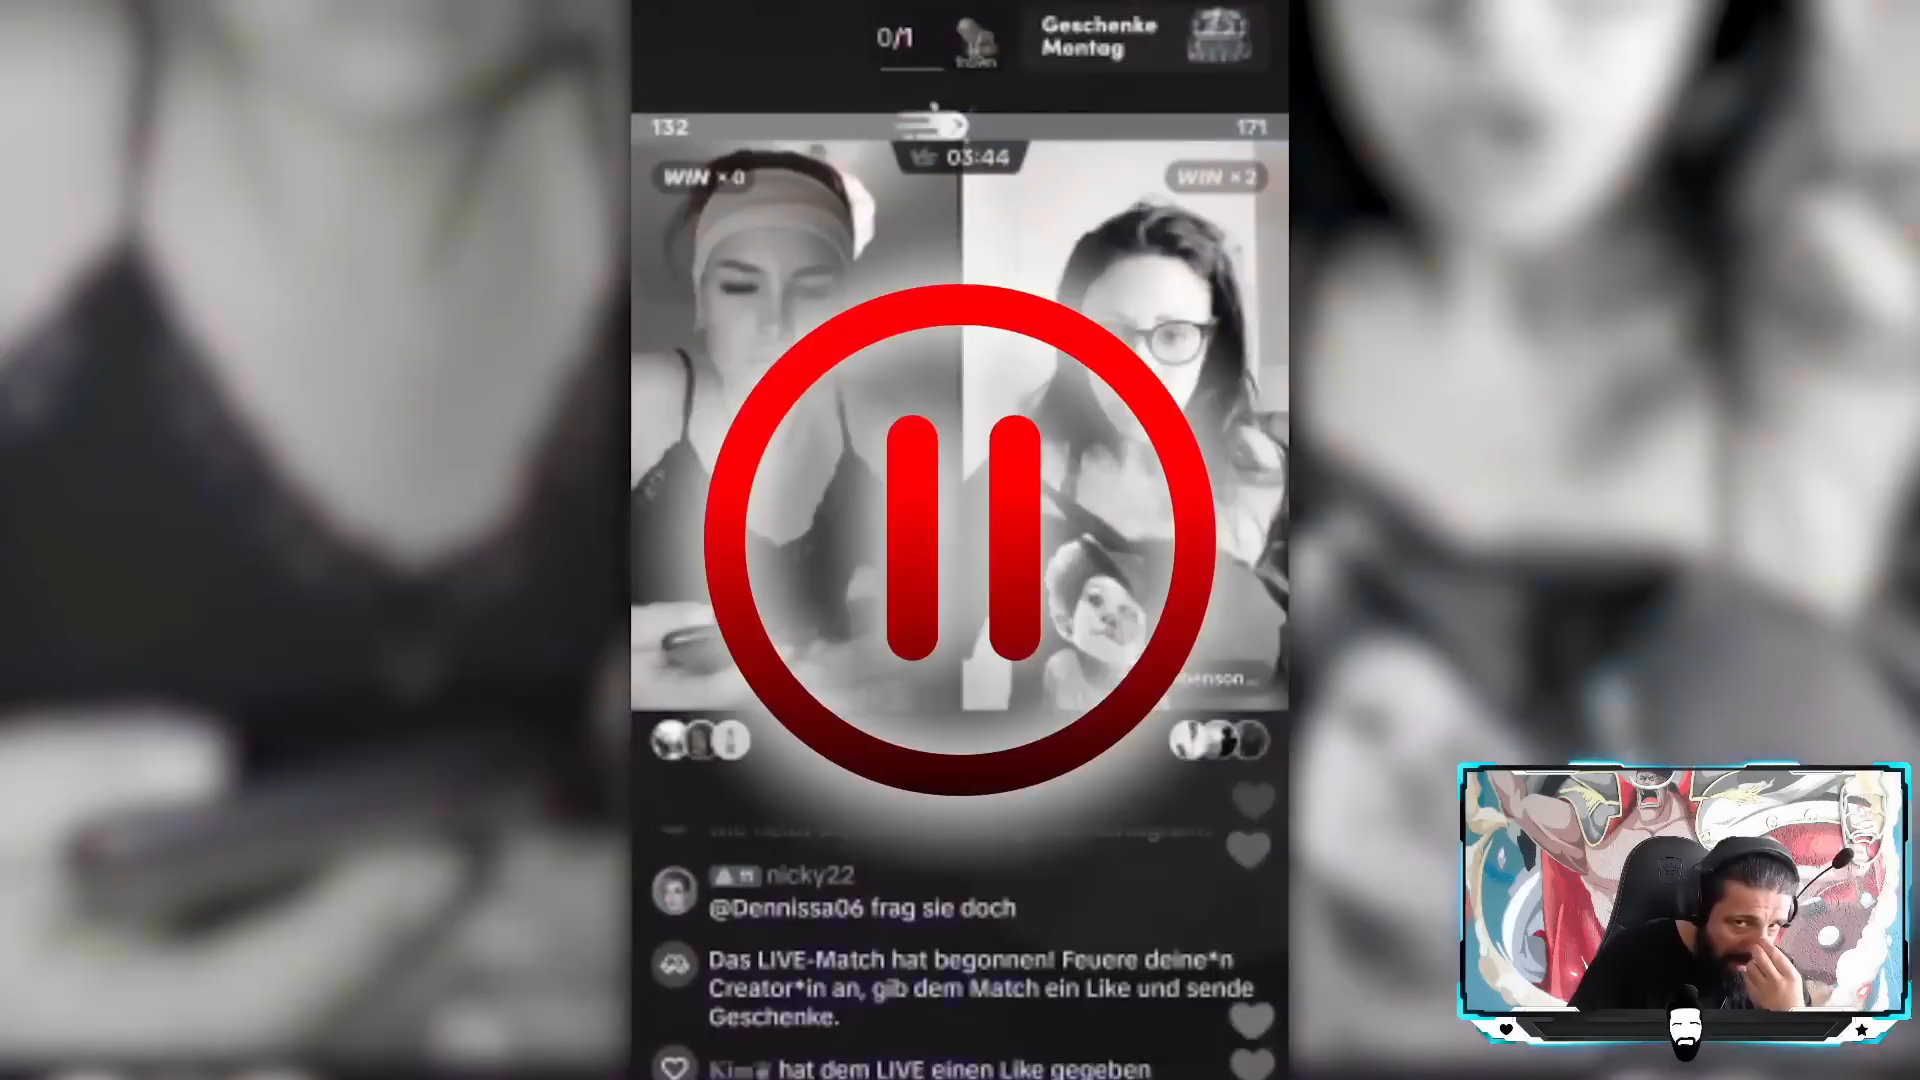 0/1
Geschenke
Montag
132
171
WIN × 0
03:44
WIN × 2
henson...
11 nicky22
@Dennissa06 frag sie doch
Das LIVE-Match hat begonnen! Feuere deine*n
Creator*in an, gib dem Match ein Like und sende
Geschenke.
hat dem LIVE einen Like gegeben